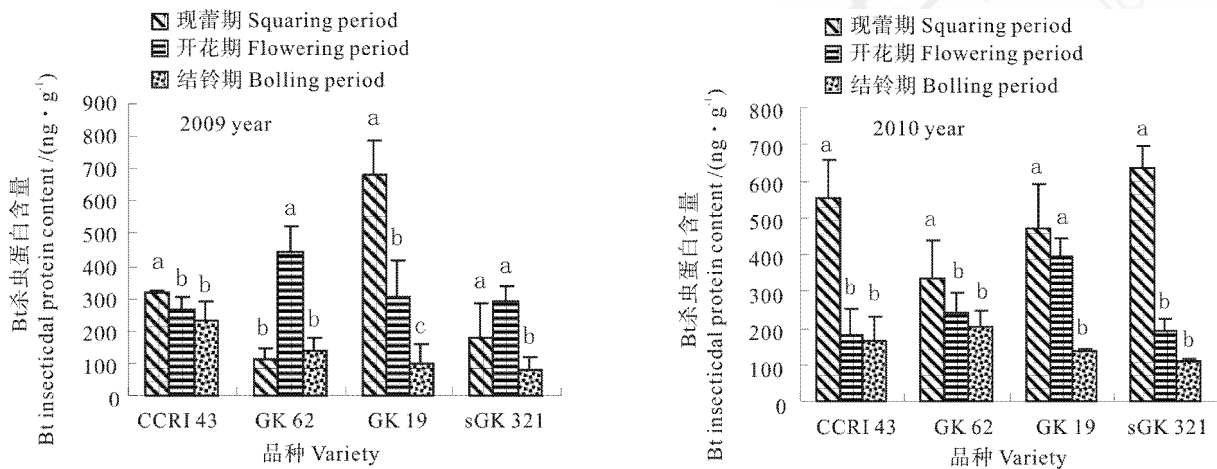 现蕾期 Squaring period
开花期 Flowering period
结铃期 Bolling period
Bt杀虫蛋白含量
Bt insecticdal protein content /(ng·g⁻¹)
900
800
700
600
500
400
300
200
100
0
2009 year
a
b
b
b
a
b
a
b
c
a
a
b
CCRI 43
GK 62
GK 19
sGK 321
品种 Variety
现蕾期 Squaring period
开花期 Flowering period
结铃期 Bolling period
Bt杀虫蛋白含量
Bt insecticdal protein content /(ng·g⁻¹)
800
700
600
500
400
300
200
100
0
2010 year
a
b
b
a
b
b
a
a
b
a
b
b
CCRI 43
GK 62
GK 19
sGK 321
品种 Variety